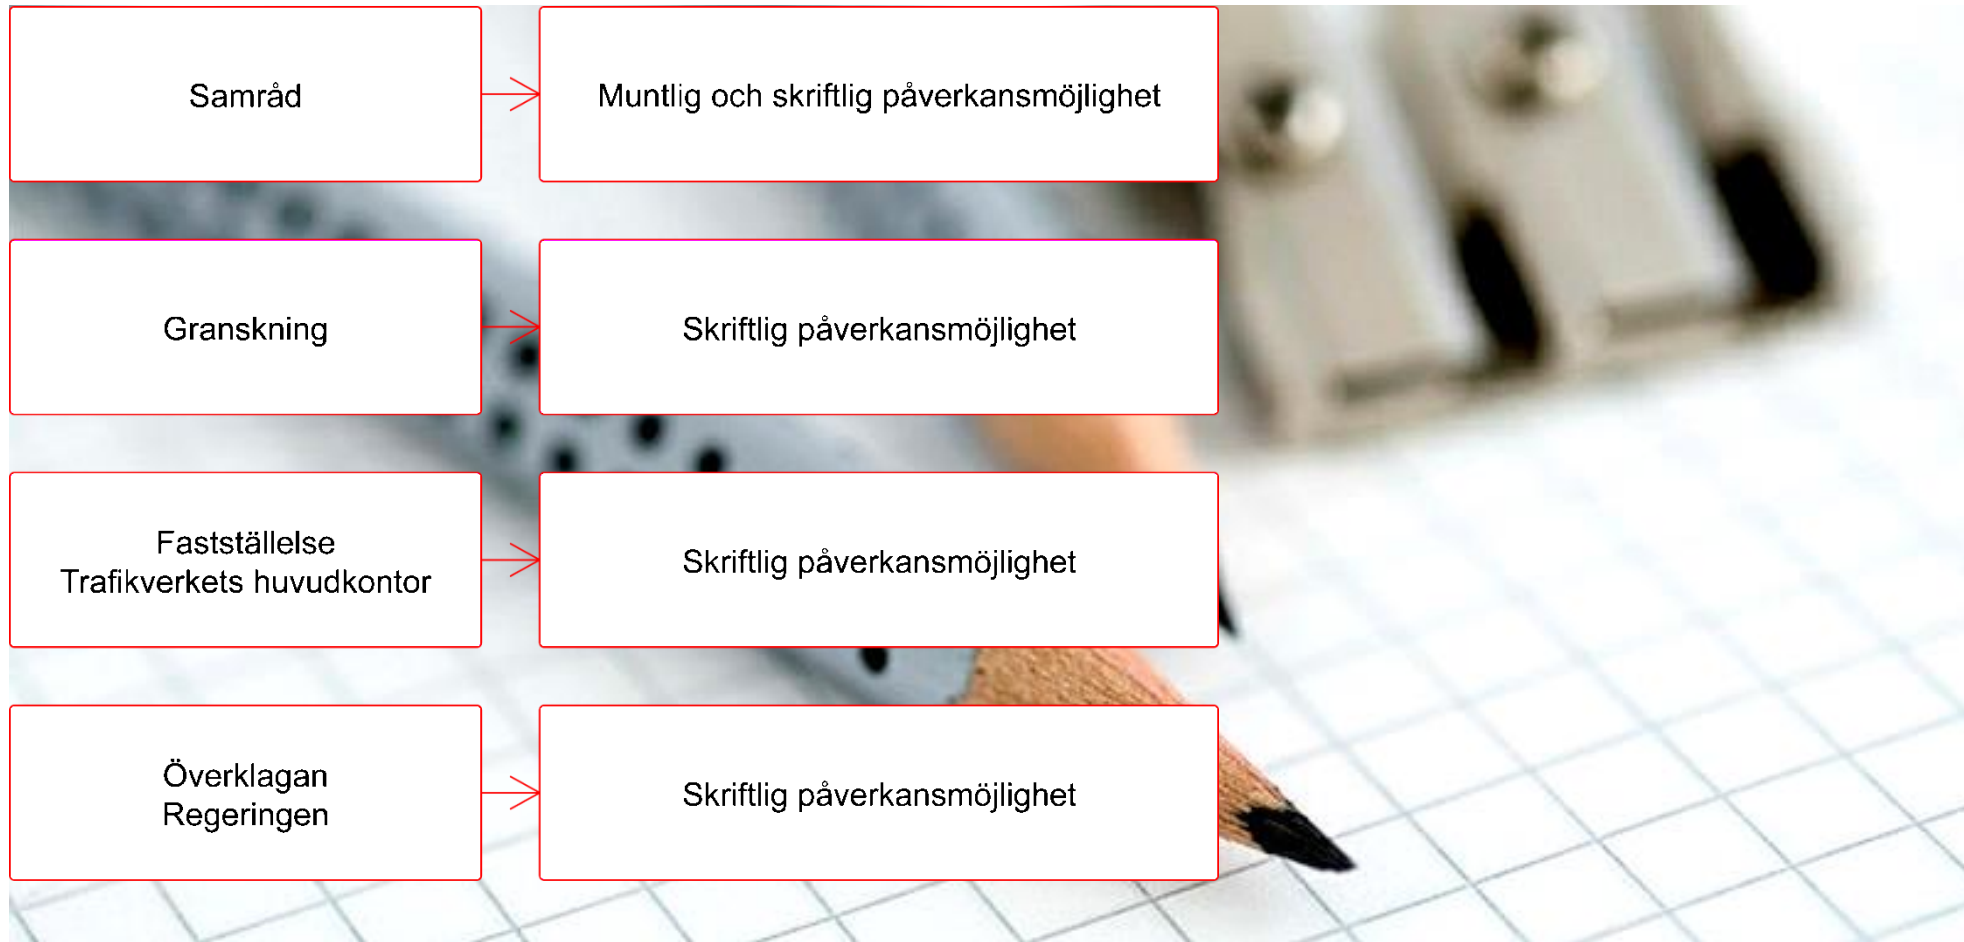 Samråd
Muntlig och skriftlig påverkansmöjlighet
Granskning
Skriftlig påverkansmöjlighet
Fastställelse
Trafikverkets huvudkontor
Skriftlig påverkansmöjlighet
Överklagan
Regeringen
Skriftlig påverkansmöjlighet